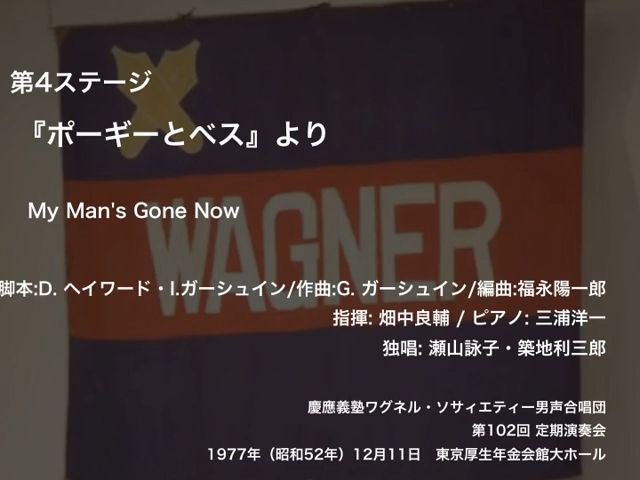 第4ステージ
『ポーギーとベス』より
My Man's Gone Now
WAGNER
脚本:D. ヘイワード・I.ガーシュイン/作曲:G. ガーシュイン/編曲:福永陽一郎
指揮: 畑中良輔 / ピアノ: 三浦洋一
独唱: 瀬山詠子・築地利三郎
慶應義塾ワグネル・ソサィエティー男声合唱団
第102回 定期演奏会
1977年（昭和52年）12月11日　東京厚生年金会館大ホール